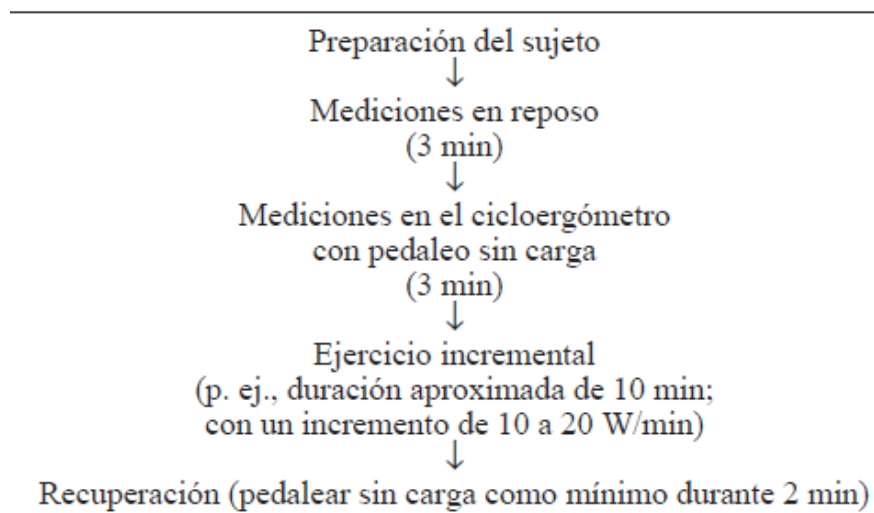 Preparación del sujeto
↓
Mediciones en reposo
(3 min)
↓
Mediciones en el cicloergómetro
con pedaleo sin carga
(3 min)
↓
Ejercicio incremental
(p. ej., duración aproximada de 10 min;
con un incremento de 10 a 20 W/min)
↓
Recuperación (pedalear sin carga como mínimo durante 2 min)